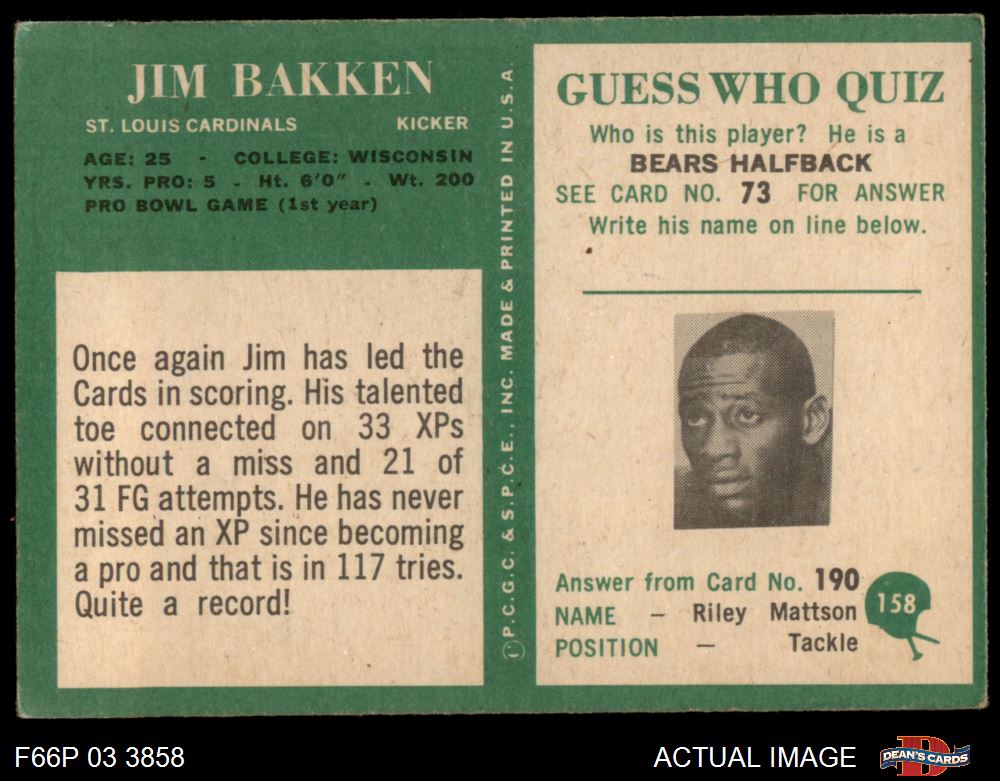 JIM BAKKEN
ST. LOUIS CARDINALS KICKER
AGE: 25 - COLLEGE: WISCONSIN
YRS. PRO: 5 - Ht. 6'0" - Wt. 200
PRO BOWL GAME (1st year)
Once again Jim has led the
Cards in scoring. His talented
toe connected on 33 XPs
without a miss and 21 of
31 FG attempts. He has never
missed an XP since becoming
a pro and that is in 117 tries.
Quite a record!
© P.C.G.C. & S.P.C.E., INC. MADE & PRINTED IN U.S.A.
GUESS WHO QUIZ
Who is this player? He is a
BEARS HALFBACK
SEE CARD NO. 73 FOR ANSWER
Write his name on line below.
Answer from Card No. 190
NAME – Riley Mattson
POSITION – Tackle
158
F66P 03 3858
ACTUAL IMAGE
DEAN'S CARDS